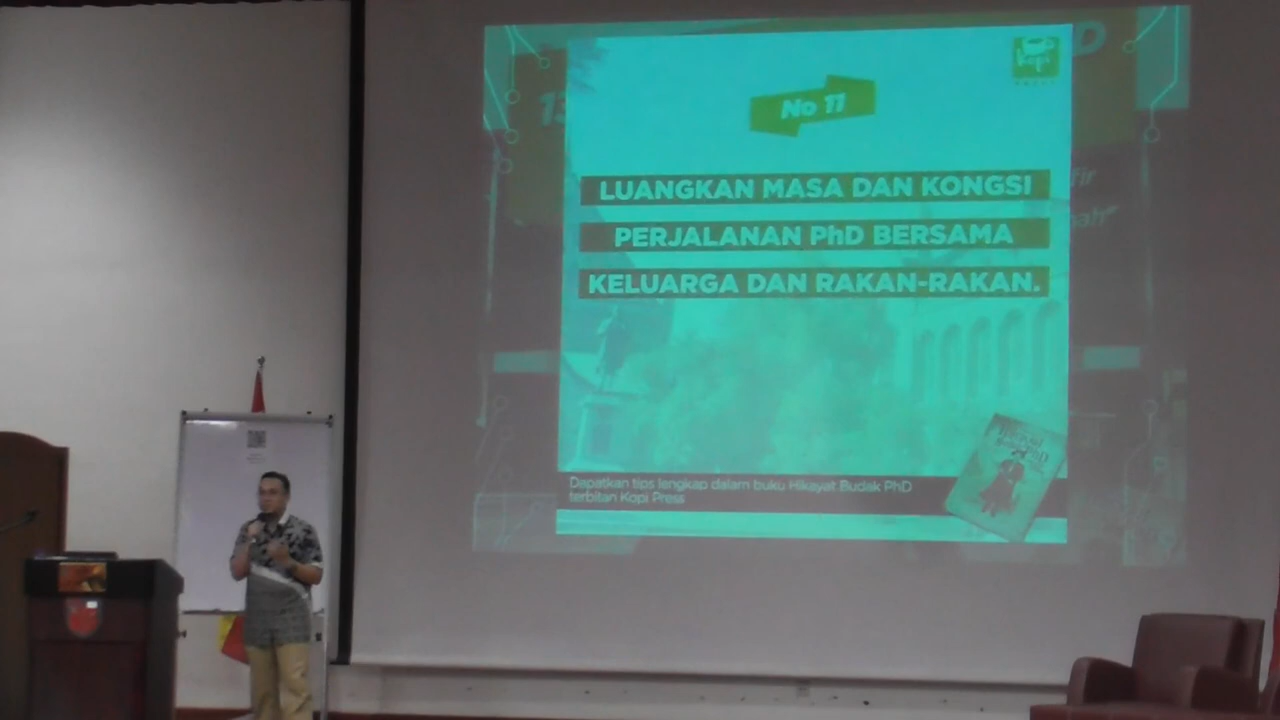 Kopi
No 11
LUANGKAN MASA DAN KONGSI
PERJALANAN PhD BERSAMA
KELUARGA DAN RAKAN-RAKAN.
Dapatkan tips lengkap dalam buku Hikayat Budak PhD
terbitan Kopi Press